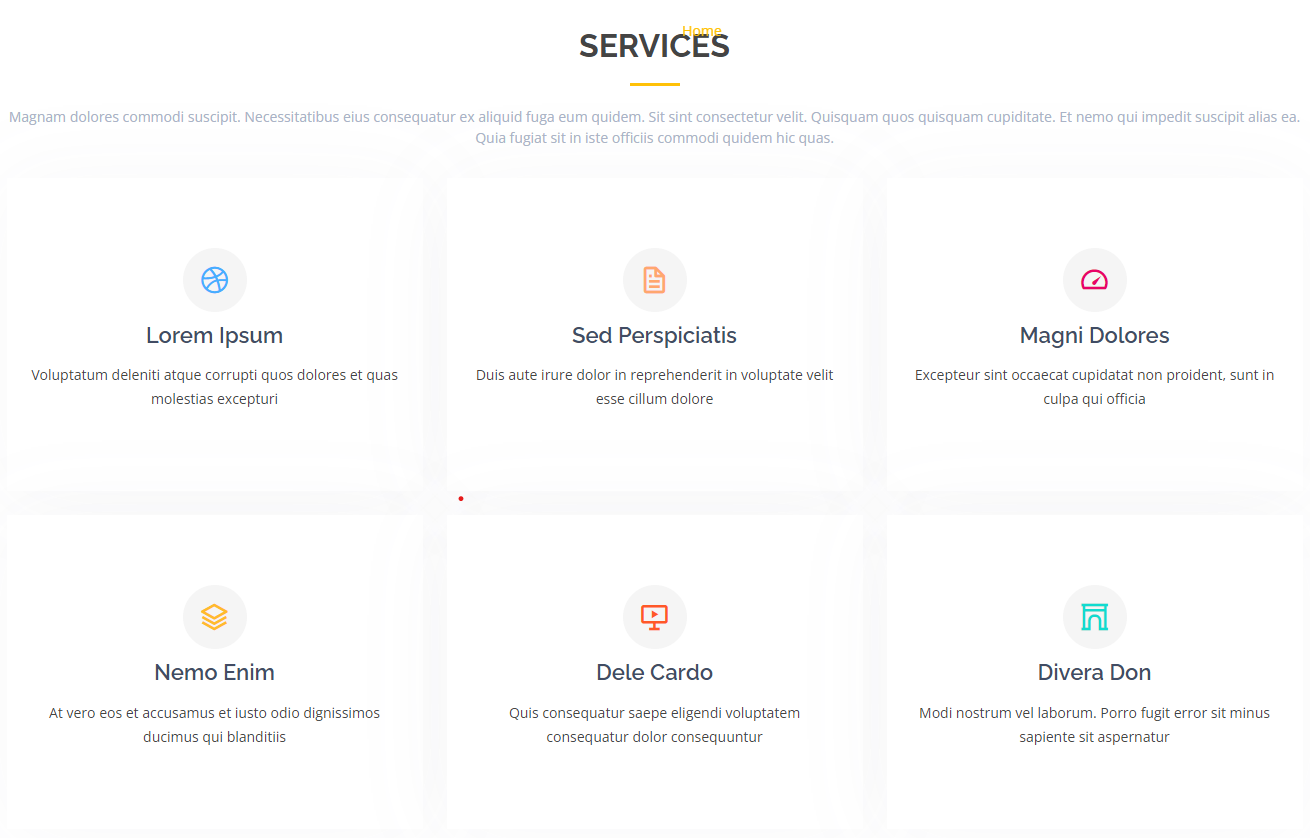 Home
SERVICES
Magnam dolores commodi suscipit. Necessitatibus eius consequatur ex aliquid fuga eum quidem. Sit sint consectetur velit. Quisquam quos quisquam cupiditate. Et nemo qui impedit suscipit alias ea.
Quia fugiat sit in iste officiis commodi quidem hic quas.
Lorem Ipsum
Voluptatum deleniti atque corrupti quos dolores et quas
molestias excepturi
Sed Perspiciatis
Duis aute irure dolor in reprehenderit in voluptate velit
esse cillum dolore
Magni Dolores
Excepteur sint occaecat cupidatat non proident, sunt in
culpa qui officia
Nemo Enim
At vero eos et accusamus et iusto odio dignissimos
ducimus qui blanditiis
Dele Cardo
Quis consequatur saepe eligendi voluptatem
consequatur dolor consequuntur
Divera Don
Modi nostrum vel laborum. Porro fugit error sit minus
sapiente sit aspernatur